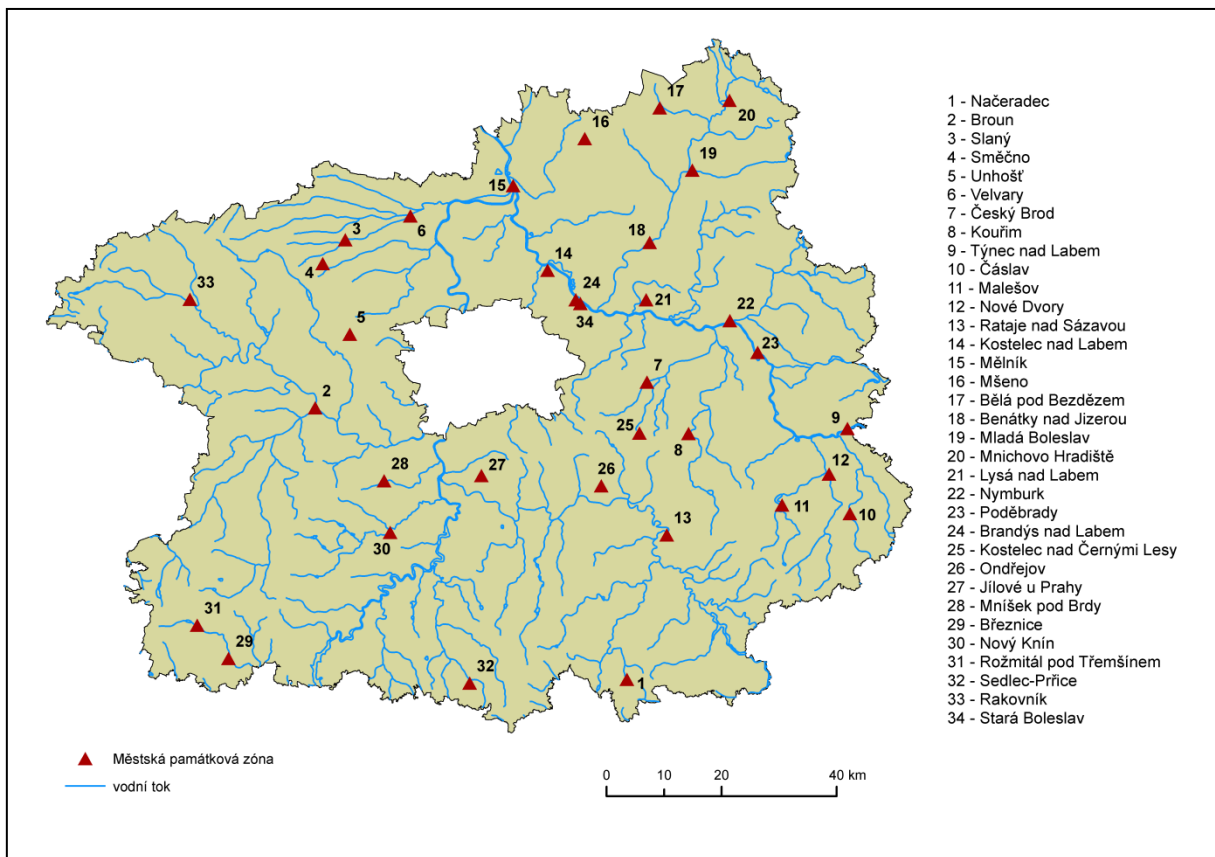 17
20
16
19
15
6
3
18
4
14
33
24
21
34
22
5
23
7
2
9
25
8
12
28
27
26
11
10
13
30
31
29
32
1
1 - Načeradec
2 - Broun
3 - Slaný
4 - Směčno
5 - Unhošť
6 - Velvary
7 - Český Brod
8 - Kouřim
9 - Týnec nad Labem
10 - Čáslav
11 - Malešov
12 - Nové Dvory
13 - Rataje nad Sázavou
14 - Kostelec nad Labem
15 - Mělník
16 - Mšeno
17 - Bělá pod Bezdězem
18 - Benátky nad Jizerou
19 - Mladá Boleslav
20 - Mnichovo Hradiště
21 - Lysá nad Labem
22 - Nymburk
23 - Poděbrady
24 - Brandýs nad Labem
25 - Kostelec nad Černými Lesy
26 - Ondřejov
27 - Jílové u Prahy
28 - Mníšek pod Brdy
29 - Březnice
30 - Nový Knín
31 - Rožmitál pod Třemšínem
32 - Sedlec-Prřice
33 - Rakovník
34 - Stará Boleslav
Městská památková zóna
vodní tok
0 10 20 40 km